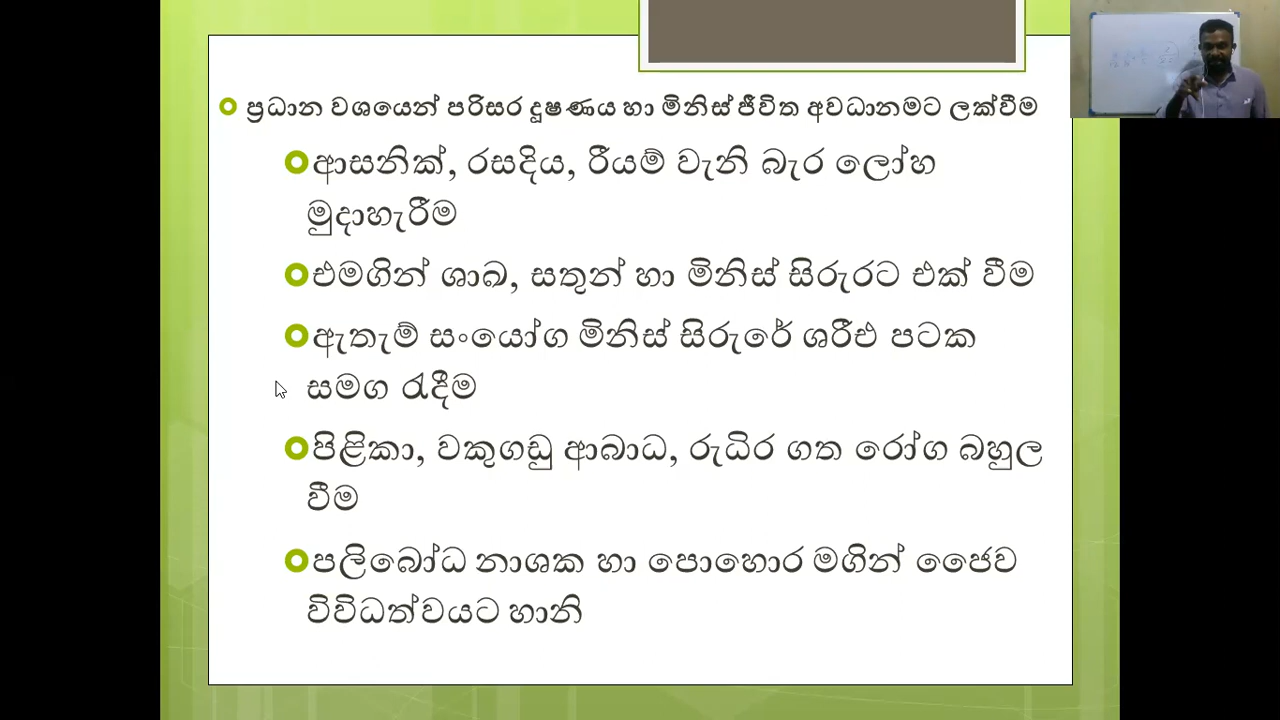 ප්‍රධාන වශයෙන් පරිසර දූෂණය හා මිනිස් ජීවිත අවධානමට ලක්වීම
ආසනික්, රසදිය, රීයම් වැනි බැර ලෝහ
මුදාහැරීම
එමගින් ශාඛ, සතුන් හා මිනිස් සිරුරට එක් වීම
ඇතැම් සංයෝග මිනිස් සිරුරේ ශරීඑ පටක
සමග රැදීම
පිළිකා, වකුගඩු ආබාධ, රුධිර ගත රෝග බහුල
වීම
පලිබෝධ නාශක හා පොහොර මගින් ජෛව
විවිධත්වයට හානි